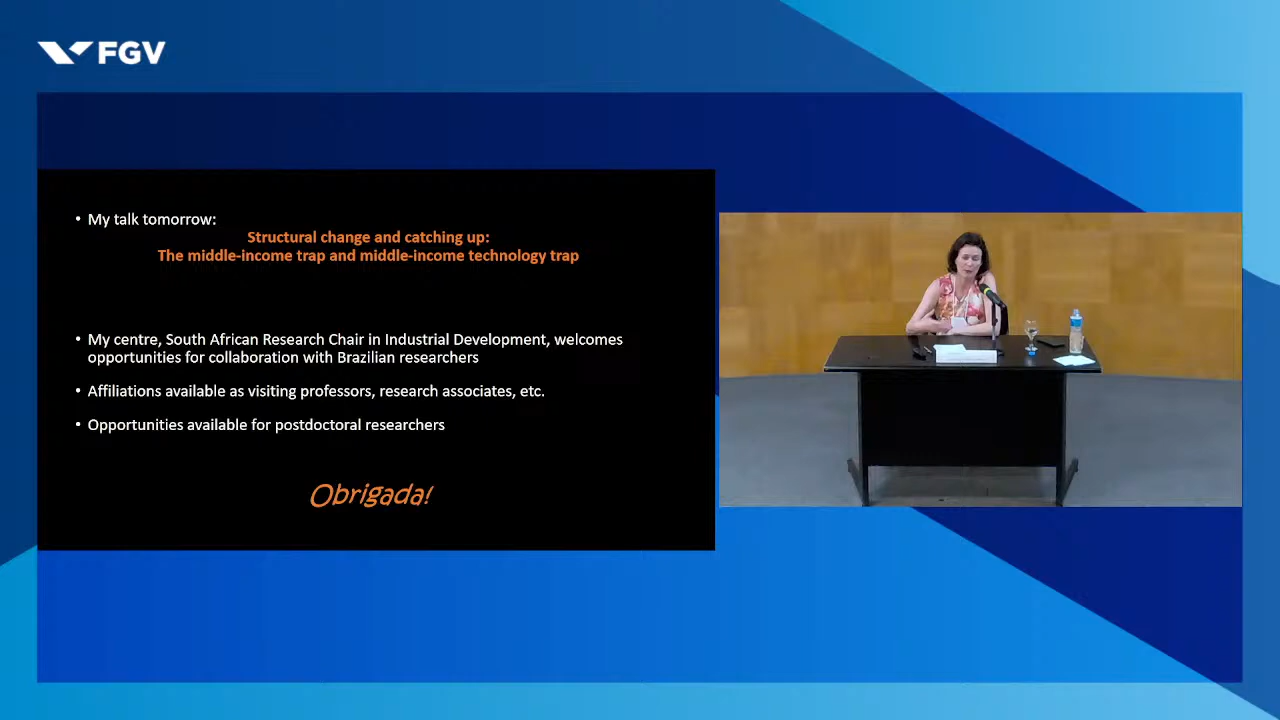 FGV
• My talk tomorrow:
Structural change and catching up:
The middle-income trap and middle-income technology trap
• My centre, South African Research Chair in Industrial Development, welcomes
opportunities for collaboration with Brazilian researchers
• Affiliations available as visiting professors, research associates, etc.
• Opportunities available for postdoctoral researchers
Obrigada!